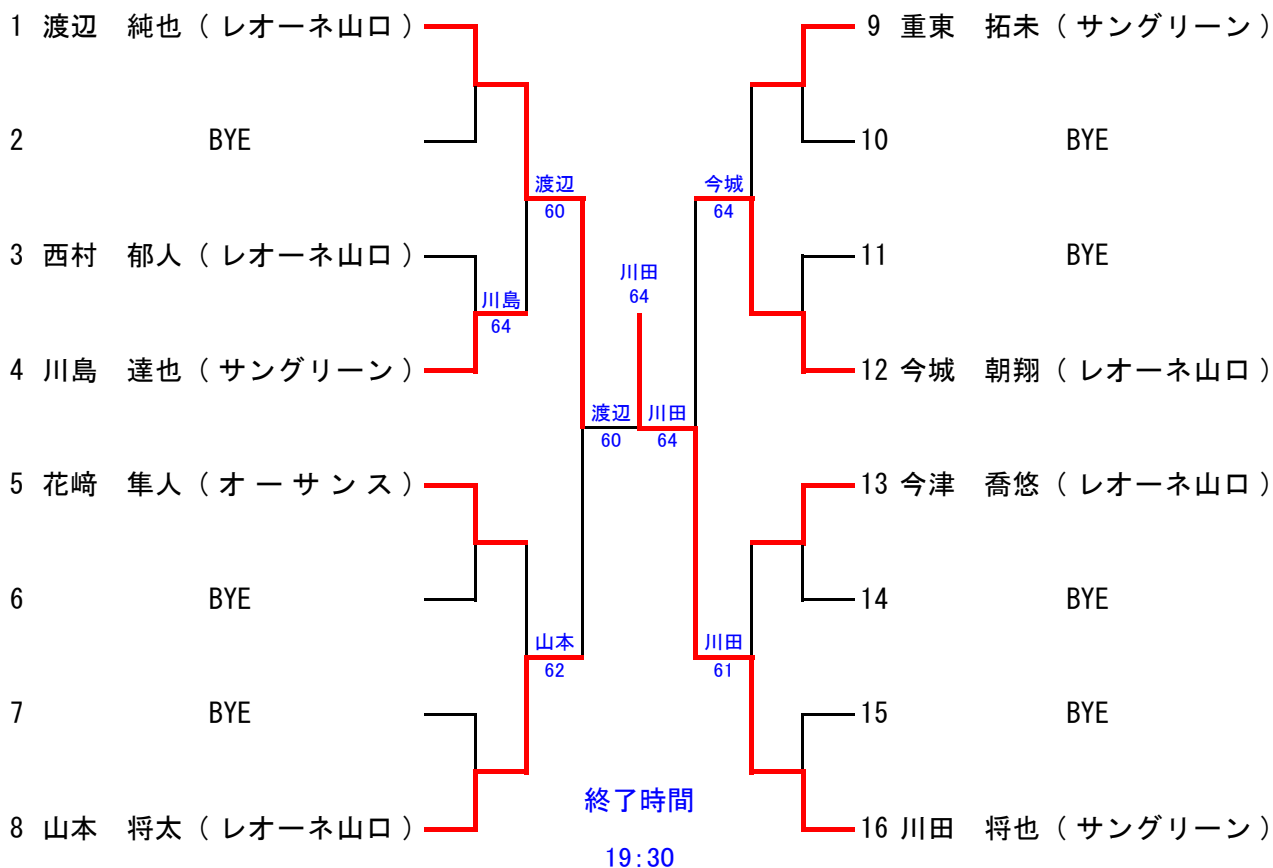 1 渡辺　純也 ( レオーネ山口 )
2 BYE
3 西村　郁人 ( レオーネ山口 )
4 川島　達也 ( サングリーン )
5 花﨑　隼人 ( オーサンス )
6 BYE
7 BYE
8 山本　将太 ( レオーネ山口 )
川島
64
渡辺
60
山本
62
渡辺
60
川田
64
川田
64
今城
64
川田
61
9 重東　拓未 ( サングリーン )
10 BYE
11 BYE
12 今城　朝翔 ( レオーネ山口 )
13 今津　喬悠 ( レオーネ山口 )
14 BYE
15 BYE
16 川田　将也 ( サングリーン )
終了時間
19:30